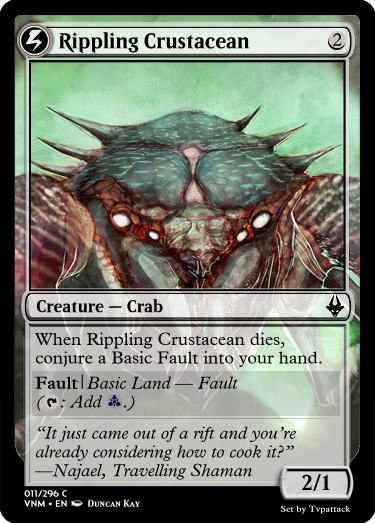 Rippling Crustacean
2
Creature — Crab
When Rippling Crustacean dies,
conjure a Basic Fault into your hand.
Fault | Basic Land — Fault
( : Add .)
“It just came out of a rift and you’re
already considering how to cook it?”
—Najael, Travelling Shaman
2/1
011/296 C
VNM • EN Duncan Kay
Set by Tvpattack